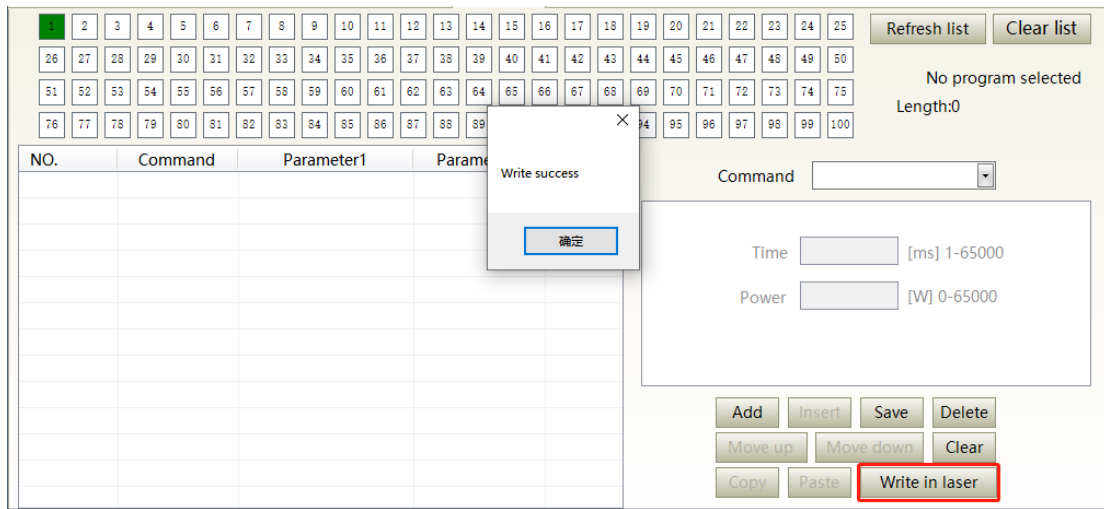 1 2 3 4 5 6 7 8 9 10 11 12 13 14 15 16 17 18 19 20 21 22 23 24 25
Refresh list Clear list
26 27 28 29 30 31 32 33 34 35 36 37 38 39 40 41 42 43 44 45 46 47 48 49 50
No program selected
51 52 53 54 55 56 57 58 59 60 61 62 63 64 65 66 67 68 69 70 71 72 73 74 75
Length:0
76 77 78 79 80 81 82 83 84 85 86 87 88 89 94 95 96 97 98 99 100
NO. Command Parameter1 Parame
Write success
确定
Command
Time [ms] 1-65000
Power [W] 0-65000
Add Insert Save Delete
Move up Move down Clear
Copy Paste Write in laser